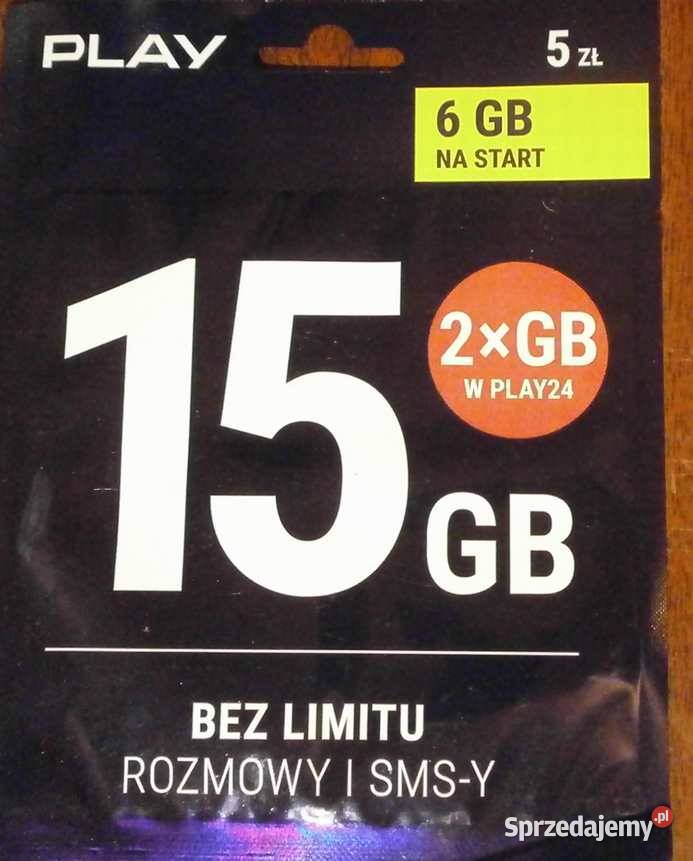 PLAY
5 ZŁ
6 GB
NA START
15 GB
2×GB
W PLAY24
BEZ LIMITU
ROZMOWY I SMS-Y
Sprzedajemy.pl